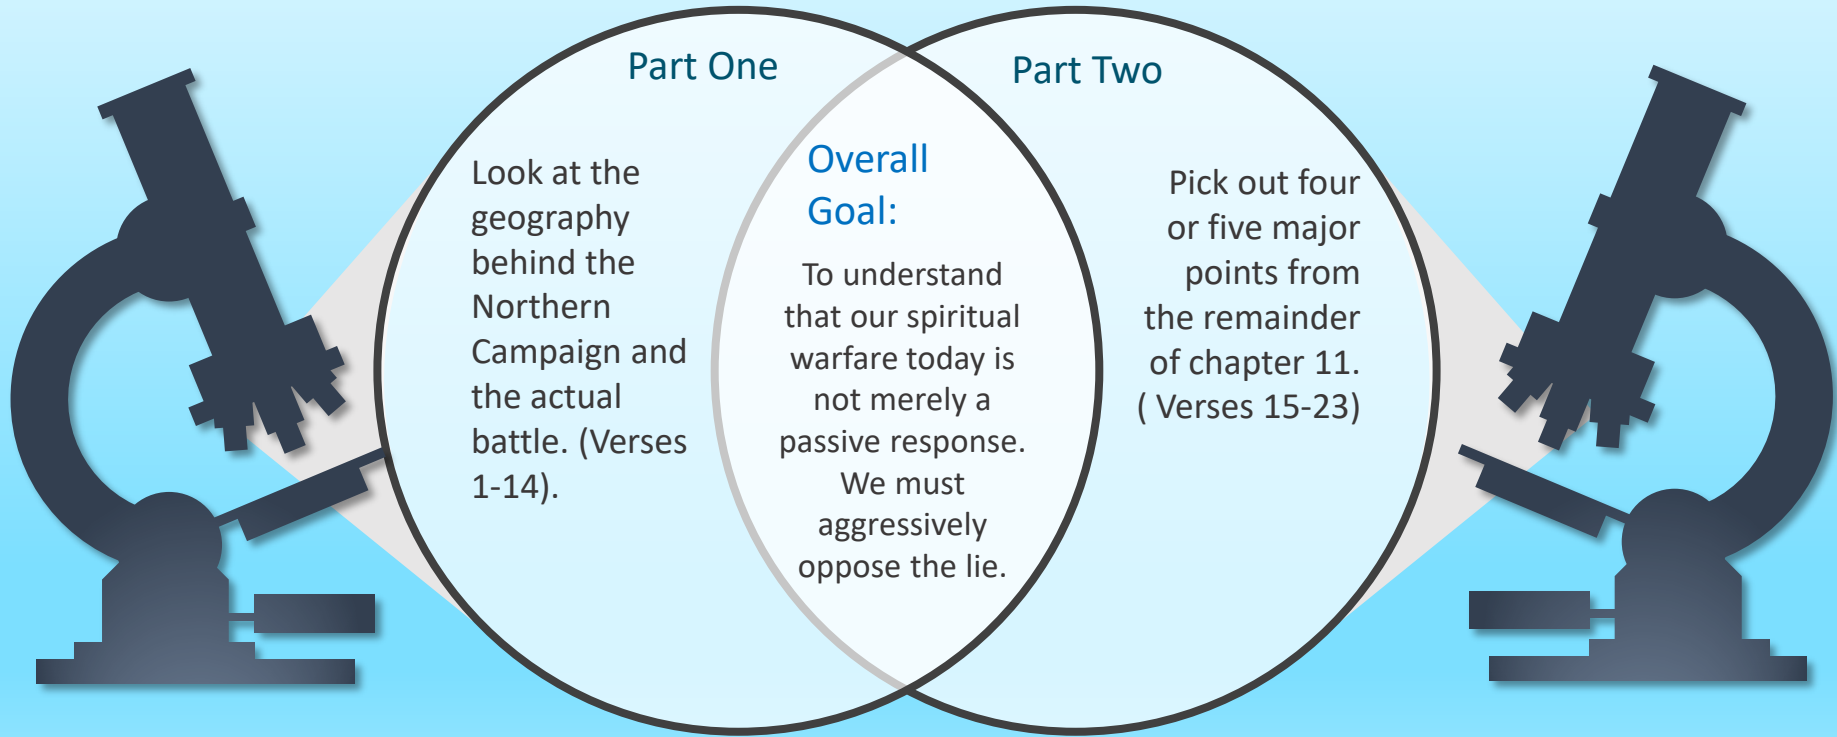 Part One
Look at the
geography
behind the
Northern
Campaign and
the actual
battle. (Verses
1-14).
Overall
Goal:
To understand
that our spiritual
warfare today is
not merely a
passive response.
We must
aggressively
oppose the lie.
Part Two
Pick out four
or five major
points from
the remainder
of chapter 11.
( Verses 15-23)